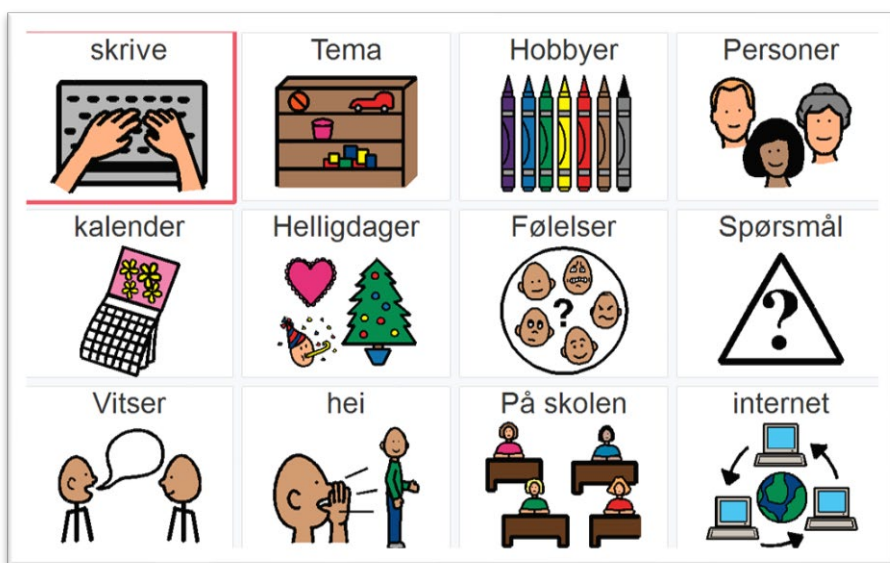 skrive
Tema
Hobbyer
Personer
kalender
Helligdager
Følelser
Spørsmål
Vitser
hei
På skolen
internet